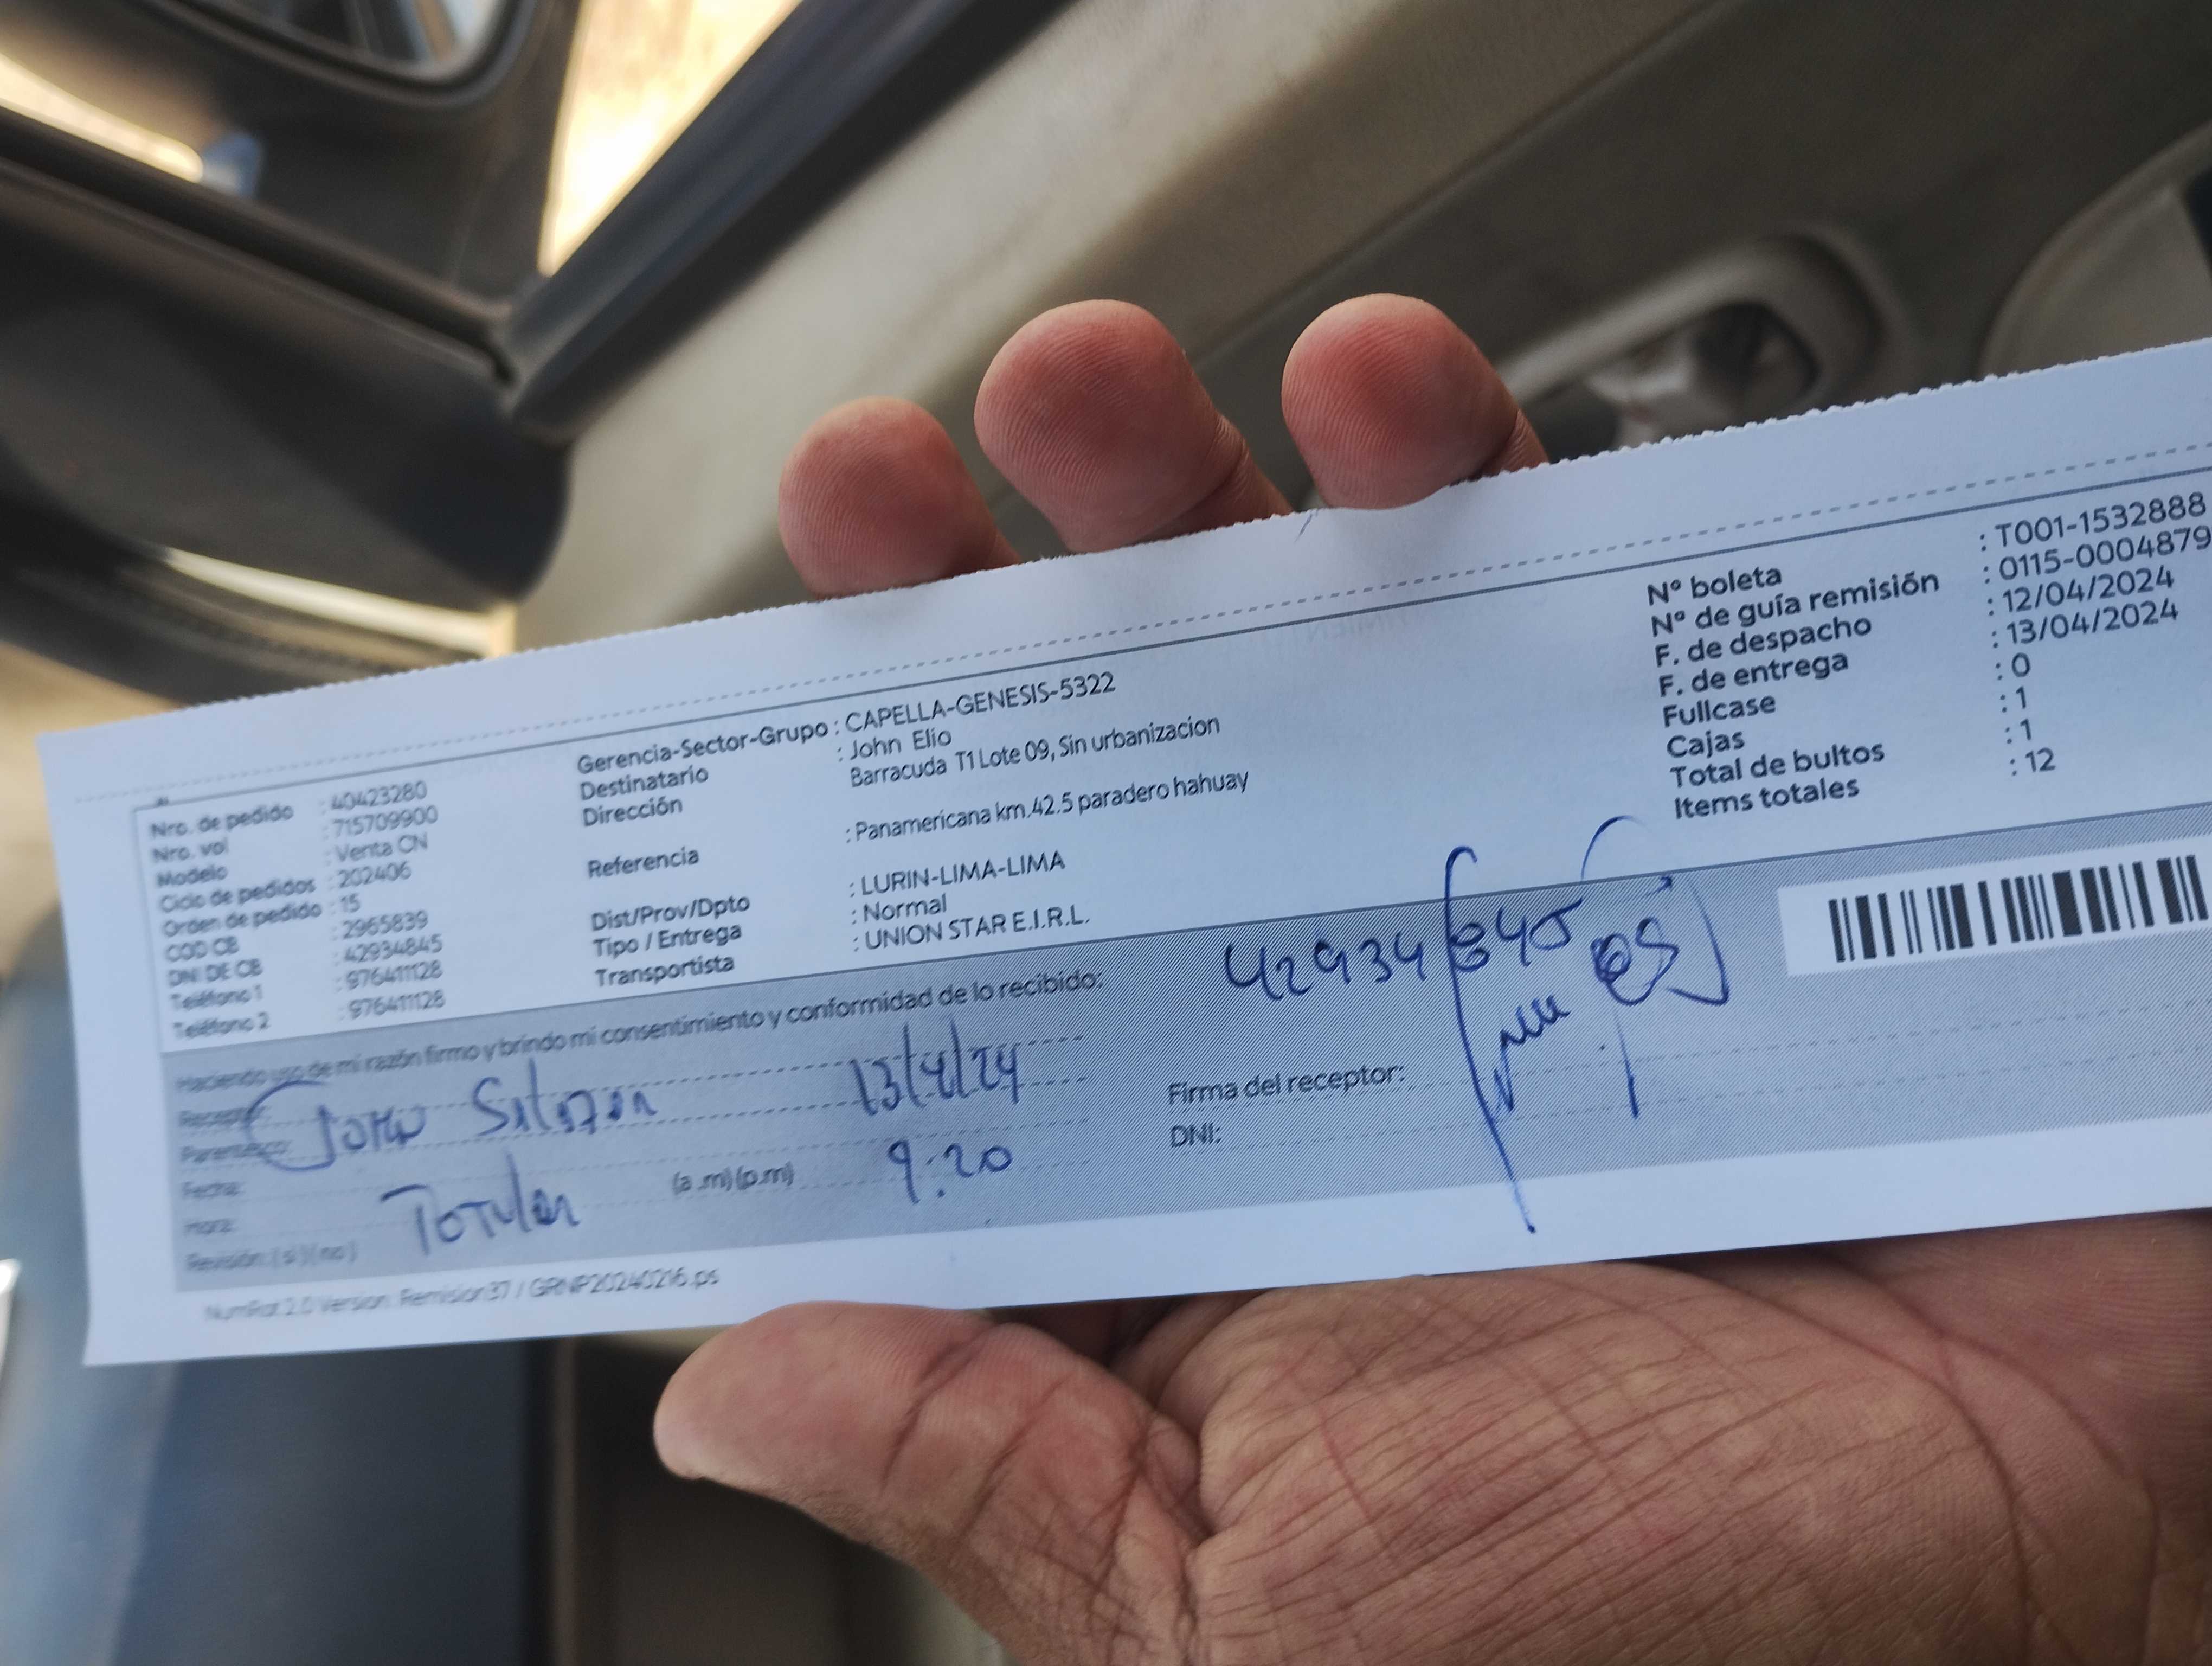 Nro. de pedido : 40423280
Nro. vol : 715709900
Modelo : Venta CN
Ciclo de pedidos : 202406
Orden de pedido : 15
COD CB : 2965839
DNI DE CB : 42934845
Teléfono 1 : 976411128
Teléfono 2 : 976411128
Gerencia-Sector-Grupo : CAPELLA-GENESIS-5322
Destinatario : John Elio
Dirección Barracuda T1 Lote 09, Sin urbanizacion
Referencia : Panamericana km.42.5 paradero hahuay
Dist/Prov/Dpto : LURIN-LIMA-LIMA
Tipo / Entrega : Normal
Transportista : UNION STAR E.I.R.L.
Nº boleta : T001-1532888
Nº de guía remisión : 0115-0004879
F. de despacho : 12/04/2024
F. de entrega : 13/04/2024
Fullcase : 0
Cajas : 1
Total de bultos : 1
Items totales : 12
Haciendo uso de mi razón firmo y brindo mi consentimiento y conformidad de lo recibido:
42934845
Receptor:
John 13/4/24
Parentesco:
Fecha:
Hora: (a.m) (p.m) 9:20
Revisión: (si) (no)
Firma del receptor:
DNI:
NumRot 2.0 Version: Remision37 / GRNP20240216.ps